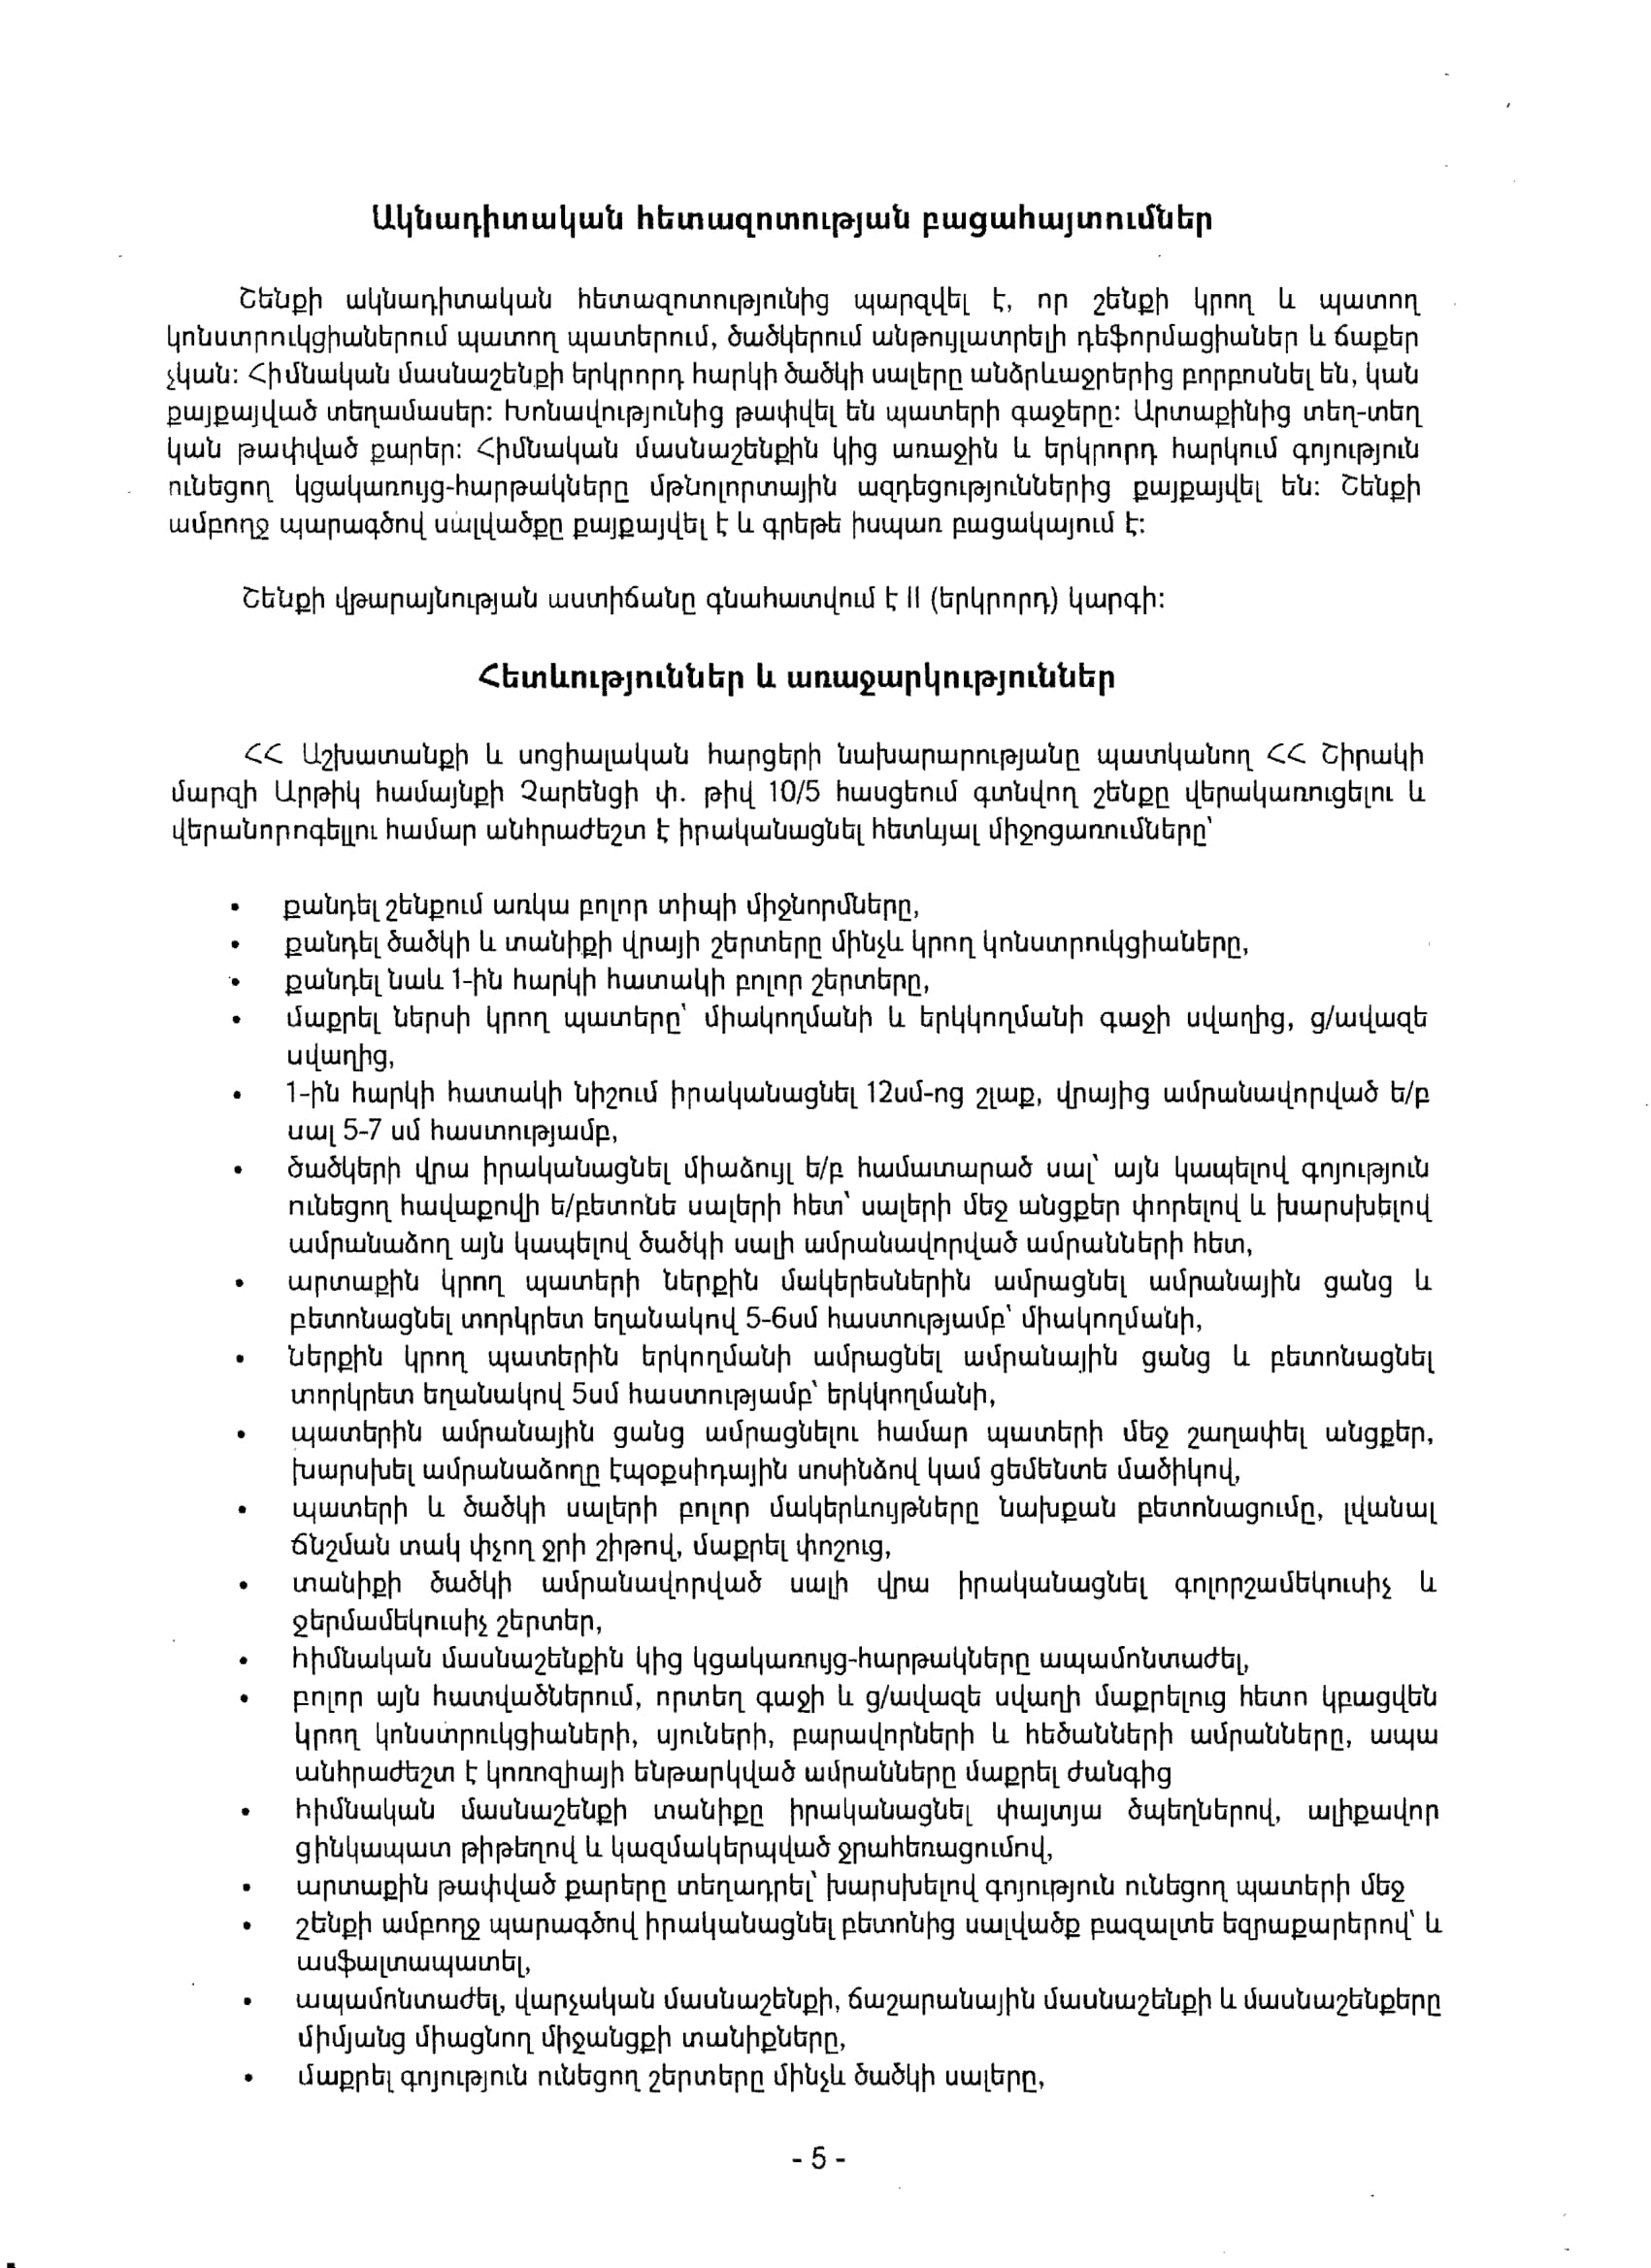 Ակնադիտական հետազոտության բացահայտումներ
Շենքի ակնադիտական հետազոտությունից պարզվել է, որ շենքի կրող և պատող
կոնստրուկցիաներում պատող պատերում, ծածկերում անթույլատրելի դեֆորմացիաներ և ճաքեր
չկան: Հիմնական մասնաշենքի երկրորդ հարկի ծածկի սալերը անձրևաջրերից բորբոսնել են, կան
քայքայված տեղամասեր: Խոնավությունից թափվել են պատերի գաջերը: Արտաքինից տեղ-տեղ
կան թափված քարեր: Հիմնական մասնաշենքին կից առաջին և երկրորդ հարկում գոյություն
ունեցող կցակառույց-հարթակները մթնոլորտային ազդեցություններից քայքայվել են: Շենքի
ամբողջ պարագծով սալվածքը քայքայվել է և գրեթե իսպառ բացակայում է:
Շենքի վթարայնության աստիճանը գնահատվում է II (երկրորդ) կարգի:
Հետևություններ և առաջարկություններ
ՀՀ Աշխատանքի և սոցիալական հարցերի նախարարությանը պատկանող ՀՀ Շիրակի
մարզի Արթիկ համայնքի Չարենցի փ. թիվ 10/5 հասցեում գտնվող շենքը վերակառուցելու և
վերանորոգելլու համար անհրաժեշտ է իրականացնել հետևյալ միջոցառումները՝
• քանդել շենքում առկա բոլոր տիպի միջնորմները,
• քանդել ծածկի և տանիքի վրայի շերտերը մինչև կրող կոնստրուկցիաները,
• քանդել նաև 1-ին հարկի հատակի բոլոր շերտերը,
• մաքրել ներսի կրող պատերը՝ միակողմանի և երկկողմանի գաջի սվաղից, ց/ավազե
սվաղից,
• 1-ին հարկի հատակի նիշում իրականացնել 12սմ-ոց շլաք, վրայից ամրանավորված ե/բ
սալ 5-7 սմ հաստությամբ,
• ծածկերի վրա իրականացնել միաձույլ ե/բ համատարած սալ՝ այն կապելով գոյություն
ունեցող հավաքովի ե/բետոնե սալերի հետ՝ սալերի մեջ անցքեր փորելով և խարսխելով
ամրանաձող այն կապելով ծածկի սալի ամրանավորված ամրանների հետ,
• արտաքին կրող պատերի ներքին մակերեսներին ամրացնել ամրանային ցանց և
բետոնացնել տորկրետ եղանակով 5-6սմ հաստությամբ՝ միակողմանի,
• ներքին կրող պատերին երկողմանի ամրացնել ամրանային ցանց և բետոնացնել
տորկրետ եղանակով 5սմ հաստությամբ՝ երկկողմանի,
• պատերին ամրանային ցանց ամրացնելու համար պատերի մեջ շաղափել անցքեր,
խարսխել ամրանաձողը էպօքսիդային սոսինձով կամ ցեմենտե մածիկով,
• պատերի և ծածկի սալերի բոլոր մակերևույթները նախքան բետոնացումը, լվանալ
ճնշման տակ փչող ջրի շիթով, մաքրել փոշուց,
• տանիքի ծածկի ամրանավորված սալի վրա իրականացնել գոլորշամեկուսիչ և
ջերմամեկուսիչ շերտեր,
• հիմնական մասնաշենքին կից կցակառույց-հարթակները ապամոնտաժել,
• բոլոր այն հատվածներում, որտեղ գաջի և ց/ավազե սվաղի մաքրելուց հետո կբացվեն
կրող կոնստրուկցիաների, սյուների, բարավորների և հեծանների ամրանները, ապա
անհրաժեշտ է կոռոզիայի ենթարկված ամրանները մաքրել ժանգից
• հիմնական մասնաշենքի տանիքը իրականացնել փայտյա ծպեղներով, ալիքավոր
ցինկապատ թիթեղով և կազմակերպված ջրահեռացումով,
• արտաքին թափված քարերը տեղադրել՝ խարսխելով գոյություն ունեցող պատերի մեջ
• շենքի ամբողջ պարագծով իրականացնել բետոնից սալվածք բազալտե եզրաքարերով՝ և
ասֆալտապատել,
• ապամոնտաժել, վարչական մասնաշենքի, ճաշարանային մասնաշենքի և մասնաշենքերը
միմյանց միացնող միջանցքի տանիքները,
• մաքրել գոյություն ունեցող շերտերը մինչև ծածկի սալերը,
- 5 -